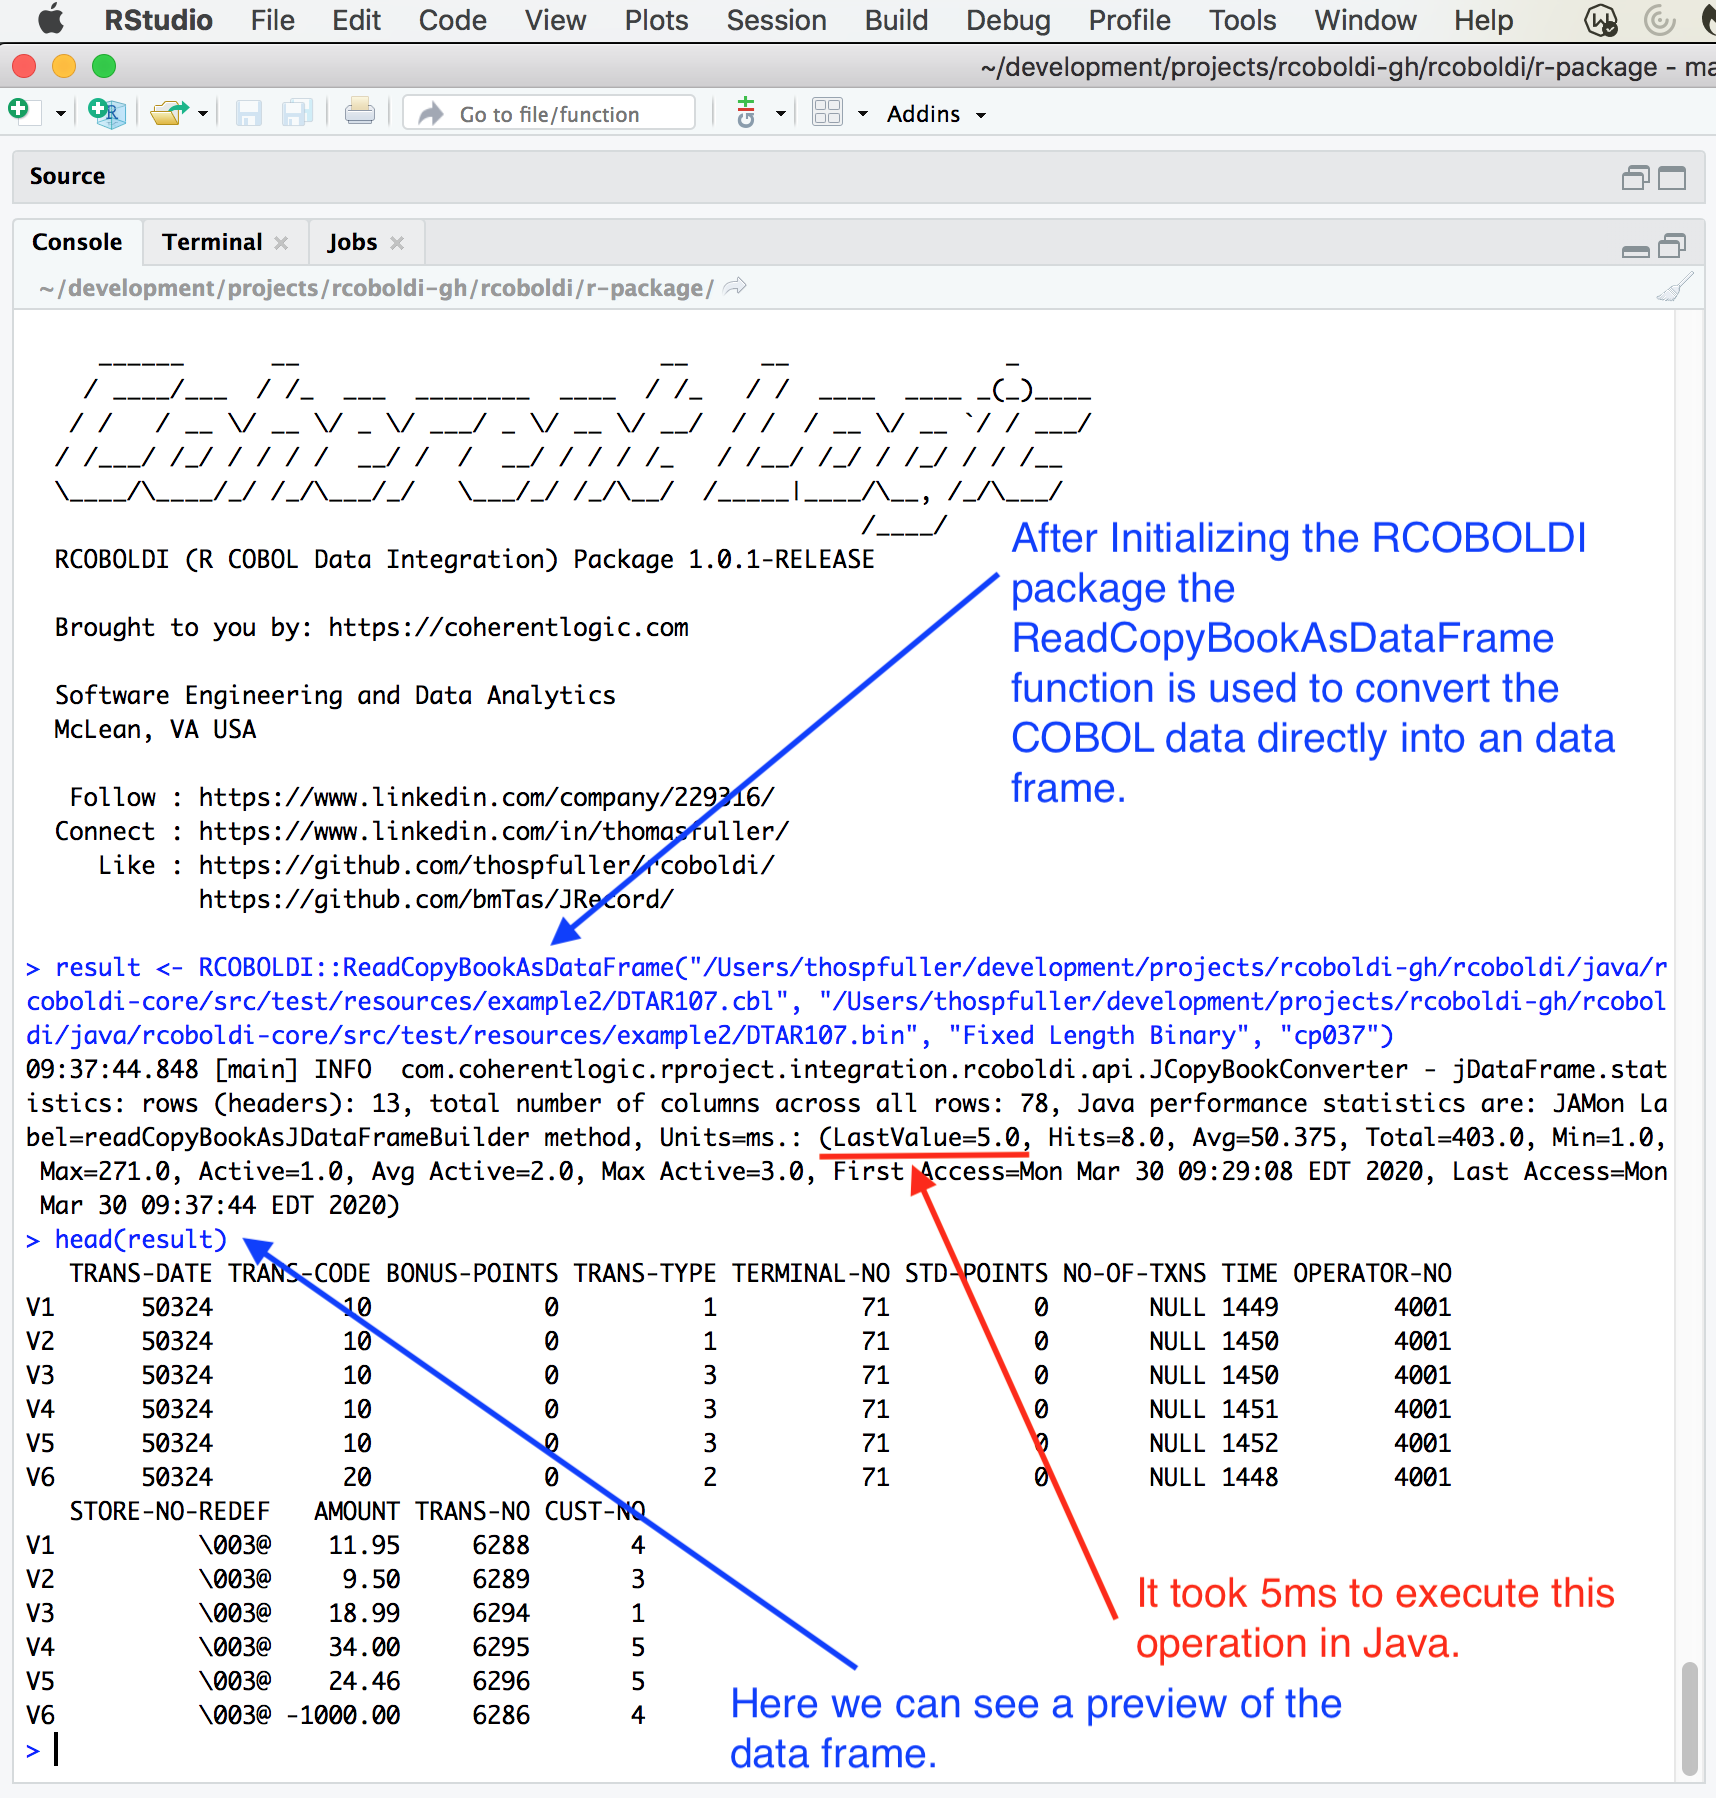 RStudio File Edit Code View Plots Session Build Debug Profile Tools Window Help
~/development/projects/rcoboldi-gh/rcoboldi/r-package - ma
Go to file/function Addins
Source
Console Terminal Jobs
~/development/projects/rcoboldi-gh/rcoboldi/r-package/
Coherent Logic
RCOBOLDI (R COBOL Data Integration) Package 1.0.1-RELEASE
Brought to you by: https://coherentlogic.com
Software Engineering and Data Analytics
McLean, VA USA
Follow : https://www.linkedin.com/company/229316/
Connect : https://www.linkedin.com/in/thomasfuller/
Like : https://github.com/thospfuller/rcoboldi/
https://github.com/bmTas/JRecord/
After Initializing the RCOBOLDI
package the
ReadCopyBookAsDataFrame
function is used to convert the
COBOL data directly into an data
frame.
> result <- RCOBOLDI::ReadCopyBookAsDataFrame("/Users/thospfuller/development/projects/rcoboldi-gh/rcoboldi/java/r
coboldi-core/src/test/resources/example2/DTAR107.cbl", "/Users/thospfuller/development/projects/rcoboldi-gh/rcobol
di/java/rcoboldi-core/src/test/resources/example2/DTAR107.bin", "Fixed Length Binary", "cp037")
09:37:44.848 [main] INFO  com.coherentlogic.rproject.integration.rcoboldi.api.JCopyBookConverter - jDataFrame.stat
istics: rows (headers): 13, total number of columns across all rows: 78, Java performance statistics are: JAMon La
bel=readCopyBookAsJDataFrameBuilder method, Units=ms.: (LastValue=5.0, Hits=8.0, Avg=50.375, Total=403.0, Min=1.0,
Max=271.0, Active=1.0, Avg Active=2.0, Max Active=3.0, First Access=Mon Mar 30 09:29:08 EDT 2020, Last Access=Mon
Mar 30 09:37:44 EDT 2020)
> head(result)
TRANS-DATE TRANS-CODE BONUS-POINTS TRANS-TYPE TERMINAL-NO STD-POINTS NO-OF-TXNS TIME OPERATOR-NO
V1 50324 10 0 1 71 0 NULL 1449 4001
V2 50324 10 0 1 71 0 NULL 1450 4001
V3 50324 10 0 3 71 0 NULL 1450 4001
V4 50324 10 0 3 71 0 NULL 1451 4001
V5 50324 10 0 3 71 0 NULL 1452 4001
V6 50324 20 0 2 71 0 NULL 1448 4001
STORE-NO-REDEF AMOUNT TRANS-NO CUST-NO
V1 \003@ 11.95 6288 4
V2 \003@ 9.50 6289 3
V3 \003@ 18.99 6294 1
V4 \003@ 34.00 6295 5
V5 \003@ 24.46 6296 5
V6 \003@ -1000.00 6286 4
>
It took 5ms to execute this
operation in Java.
Here we can see a preview of the
data frame.